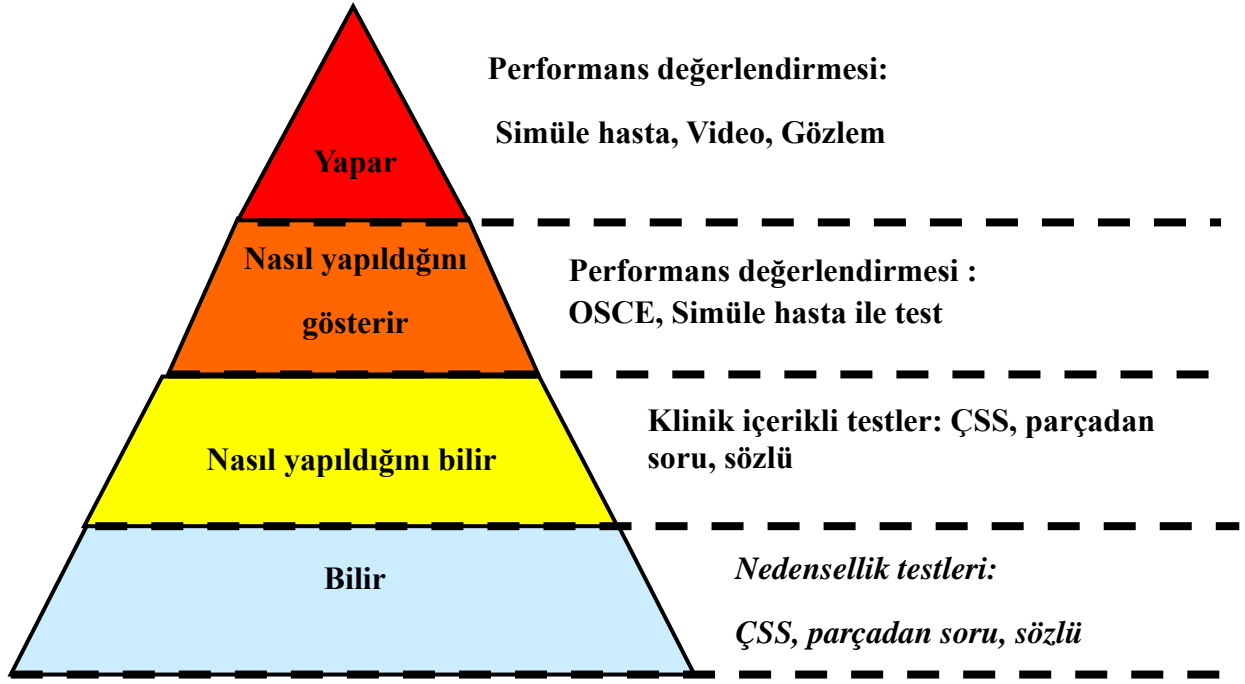 Performans değerlendirmesi:
Simüle hasta, Video, Gözlem
Yapar
Nasıl yapıldığını
gösterir
Performans değerlendirmesi :
OSCE, Simüle hasta ile test
Nasıl yapıldığını bilir
Klinik içerikli testler: ÇSS, parçadan
soru, sözlü
Bilir
Nedensellik testleri:
ÇSS, parçadan soru, sözlü